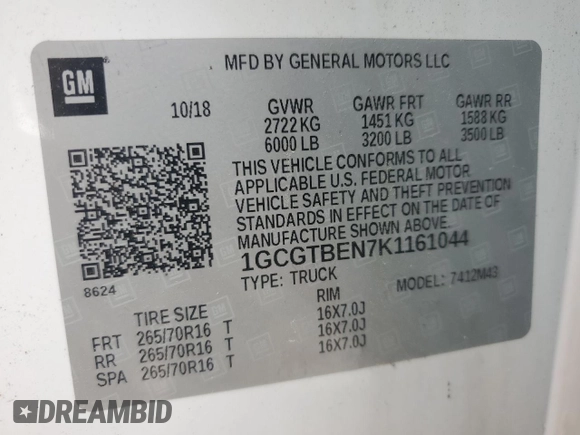 GM
MFD BY GENERAL MOTORS LLC
10/18 GVWR GAWR FRT GAWR RR
2722 KG 1451 KG 1588 KG
6000 LB 3200 LB 3500 LB
THIS VEHICLE CONFORMS TO ALL
APPLICABLE U.S. FEDERAL MOTOR
VEHICLE SAFETY AND THEFT PREVENTION
STANDARDS IN EFFECT ON THE DATE OF
MANUFACTURE SHOWN ABOVE.
1GCGTBEN7K1161044
8624 TYPE: TRUCK MODEL: 7412M43
TIRE SIZE RIM
FRT 265/70R16 T 16X7.0J
RR 265/70R16 T 16X7.0J
SPA 265/70R16 T 16X7.0J
DREAMBID